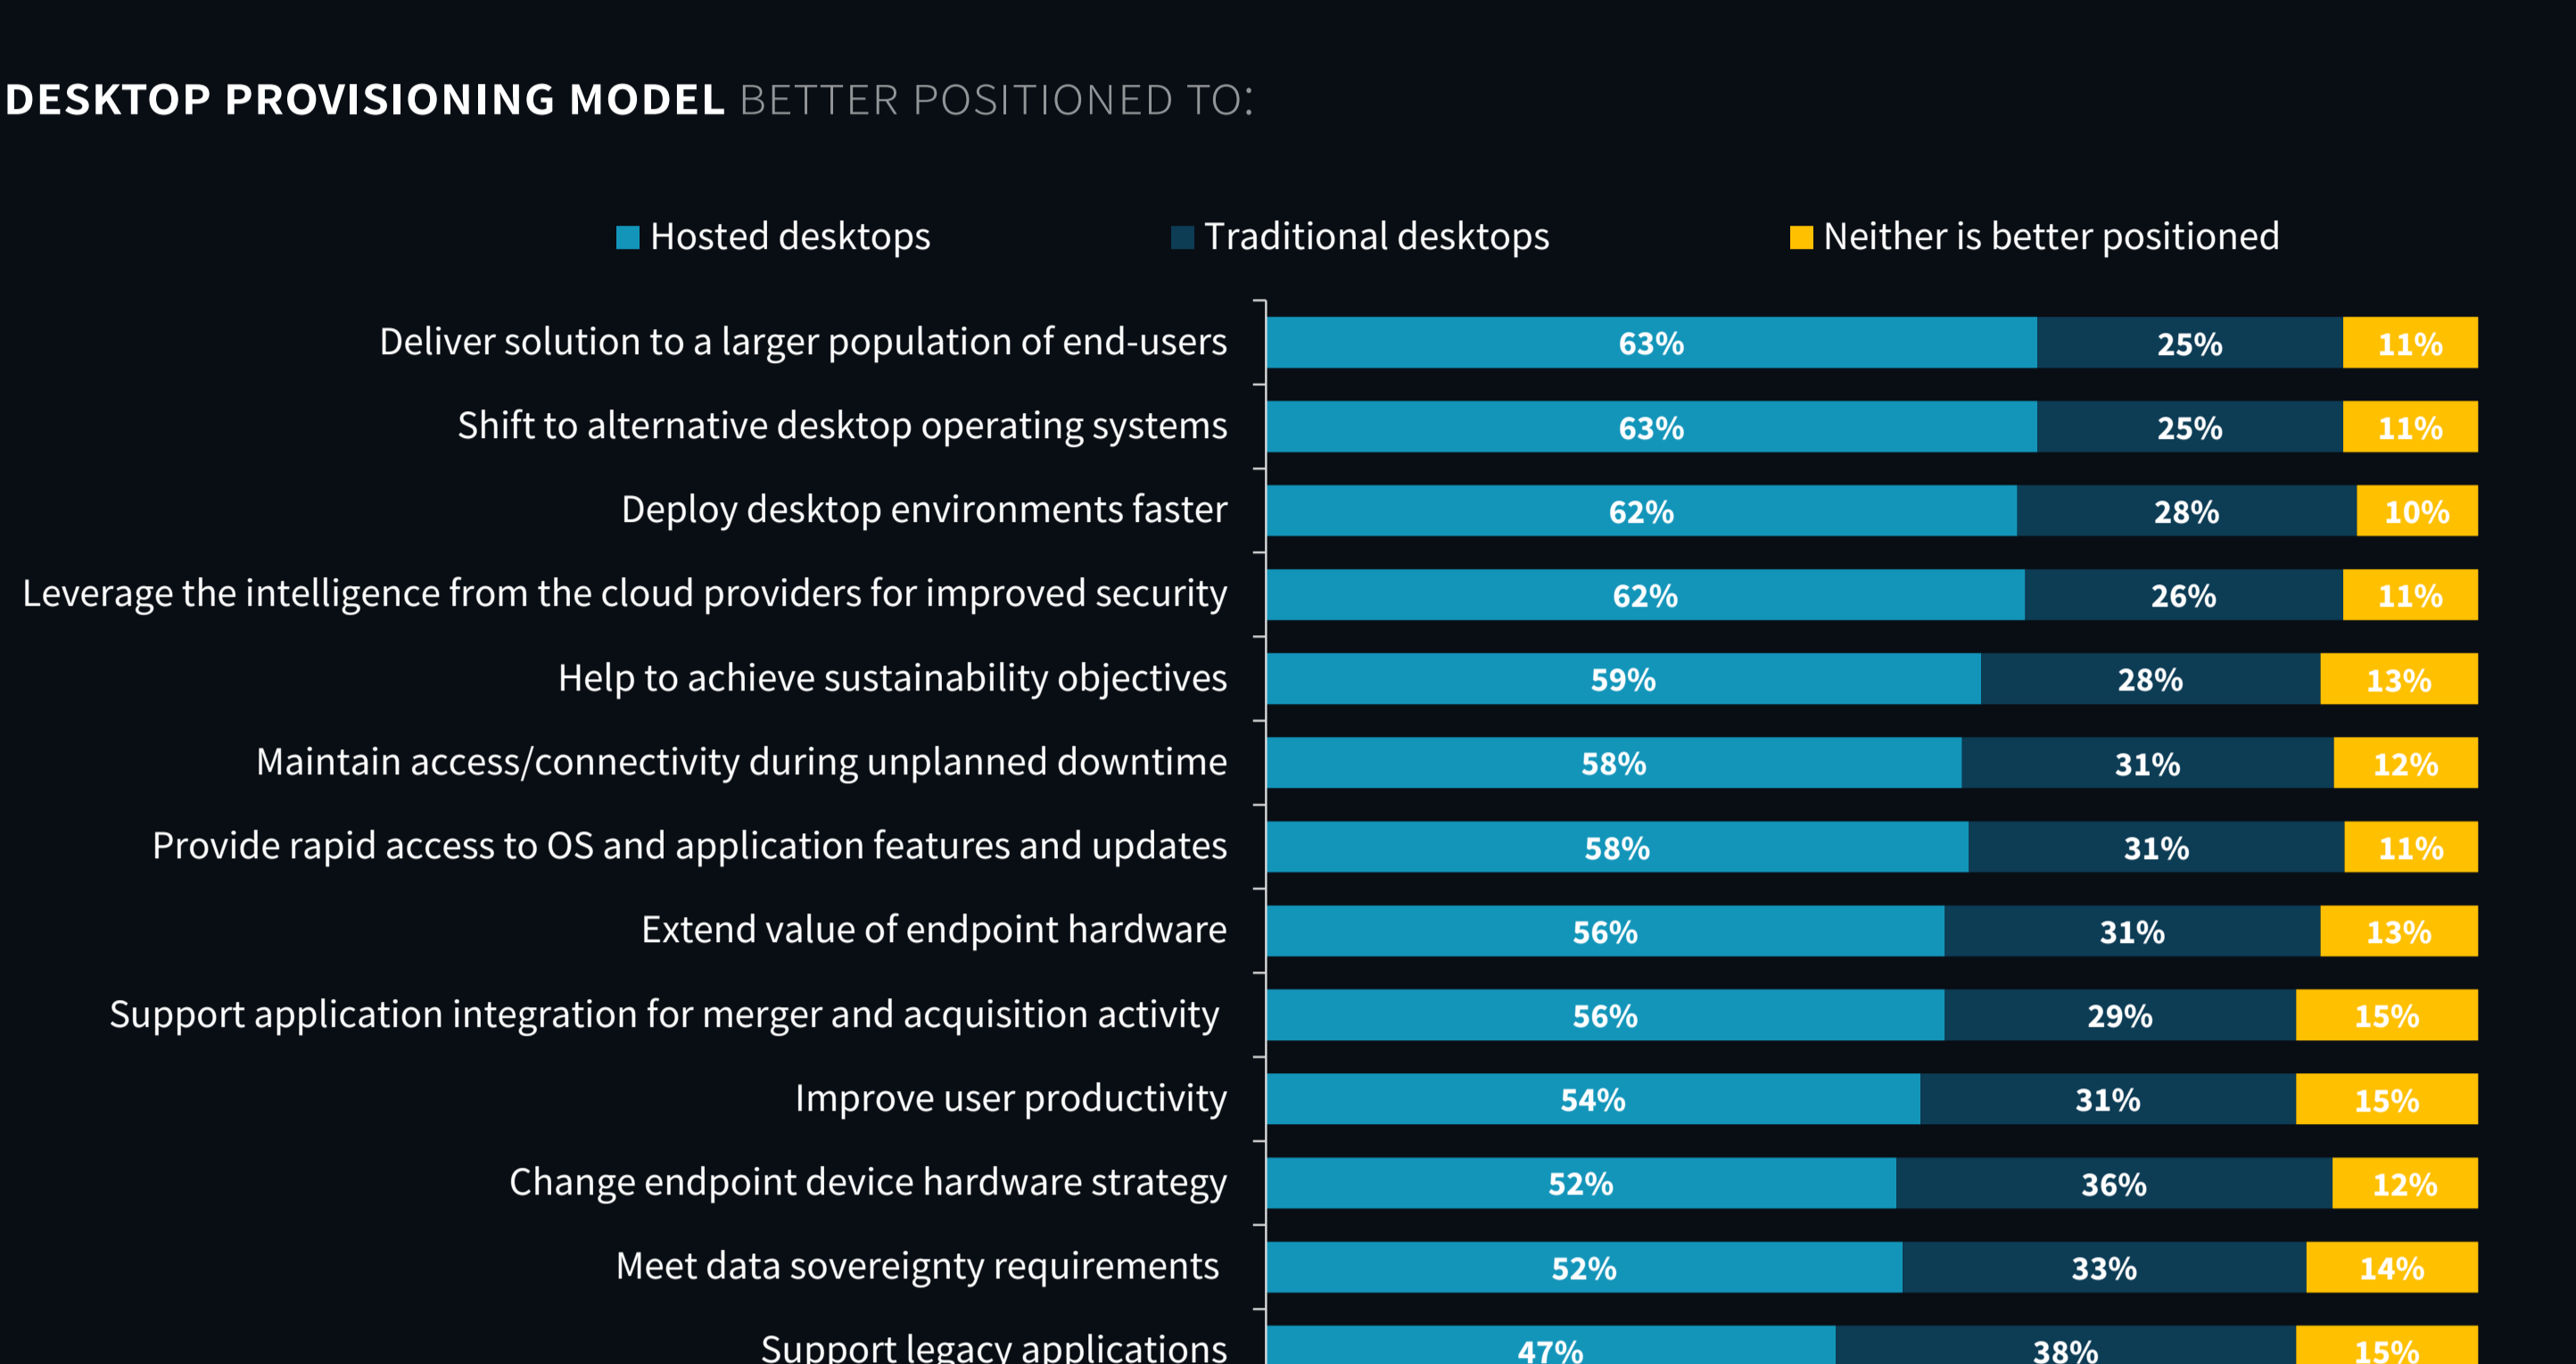 DESKTOP PROVISIONING MODEL BETTER POSITIONED TO:
Hosted desktops Traditional desktops Neither is better positioned
Deliver solution to a larger population of end-users 63% 25% 11%
Shift to alternative desktop operating systems 63% 25% 11%
Deploy desktop environments faster 62% 28% 10%
Leverage the intelligence from the cloud providers for improved security 62% 26% 11%
Help to achieve sustainability objectives 59% 28% 13%
Maintain access/connectivity during unplanned downtime 58% 31% 12%
Provide rapid access to OS and application features and updates 58% 31% 11%
Extend value of endpoint hardware 56% 31% 13%
Support application integration for merger and acquisition activity 56% 29% 15%
Improve user productivity 54% 31% 15%
Change endpoint device hardware strategy 52% 36% 12%
Meet data sovereignty requirements 52% 33% 14%
Support legacy applications 47% 38% 15%